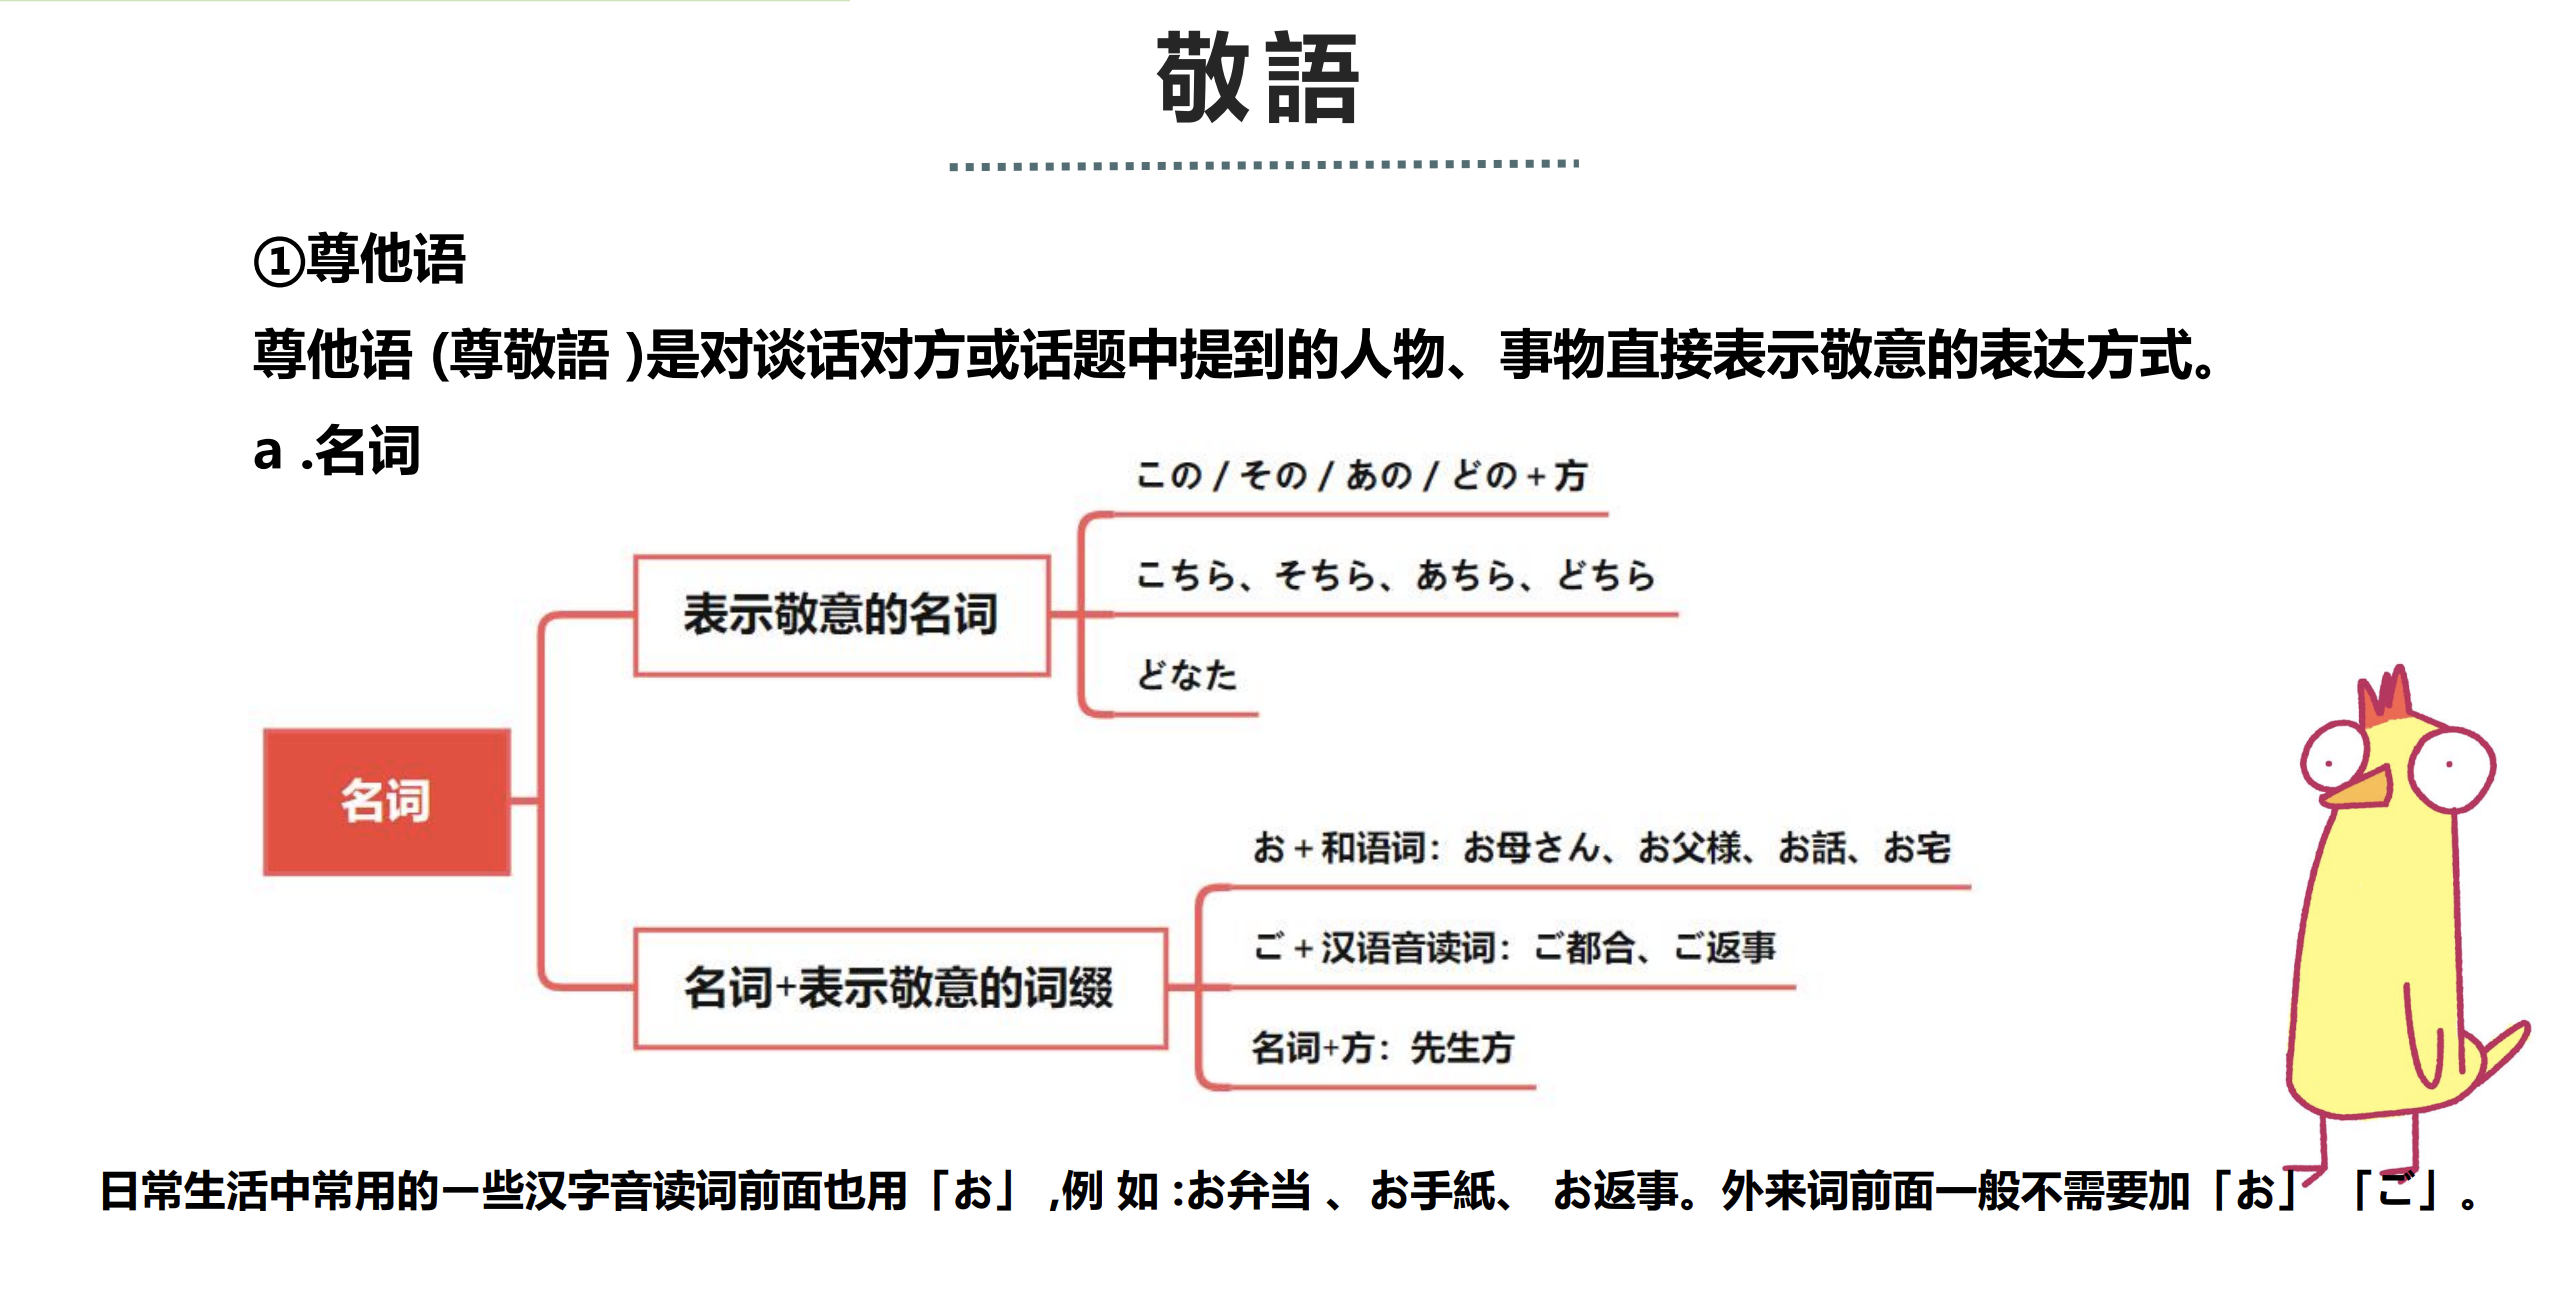 敬語
①尊他语
尊他语 (尊敬語 )是对谈话对方或话题中提到的人物、事物直接表示敬意的表达方式。
a .名词
この / その / あの / どの + 方
こちら、そちら、あちら、どちら
表示敬意的名词
どなた
名词
お + 和语词：お母さん、お父様、お話、お宅
ご + 汉语音读词：ご都合、ご返事
名词+表示敬意的词缀
名词+方：先生方
日常生活中常用的一些汉字音读词前面也用「お」 ,例 如 :お弁当 、お手紙、 お返事。外来词前面一般不需要加「お」 「ご」。